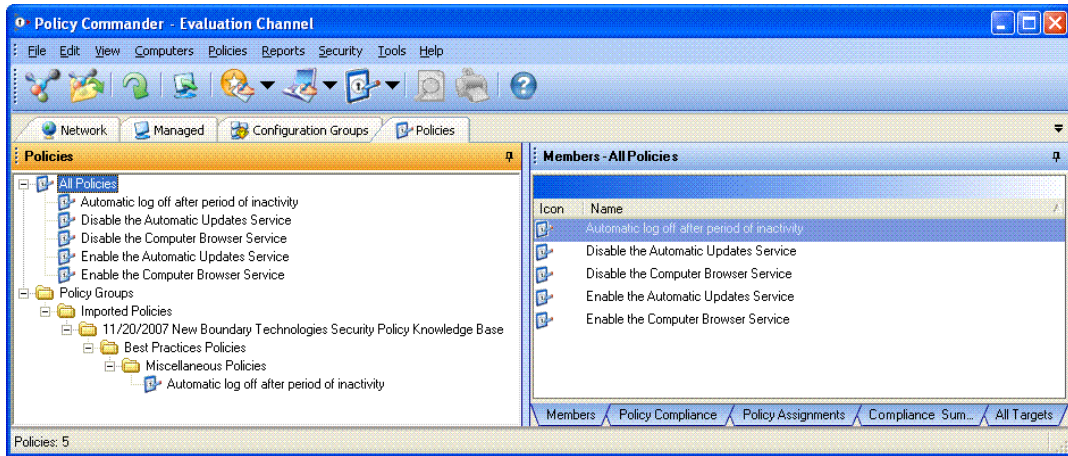 Policy Commander - Evaluation Channel
File Edit View Computers Policies Reports Security Tools Help
Network Managed Configuration Groups Policies
Policies
All Policies
Automatic log off after period of inactivity
Disable the Automatic Updates Service
Disable the Computer Browser Service
Enable the Automatic Updates Service
Enable the Computer Browser Service
Policy Groups
Imported Policies
11/20/2007 New Boundary Technologies Security Policy Knowledge Base
Best Practices Policies
Miscellaneous Policies
Automatic log off after period of inactivity
Members - All Policies
Icon Name
Automatic log off after period of inactivity
Disable the Automatic Updates Service
Disable the Computer Browser Service
Enable the Automatic Updates Service
Enable the Computer Browser Service
Members Policy Compliance Policy Assignments Compliance Sum... All Targets
Policies: 5